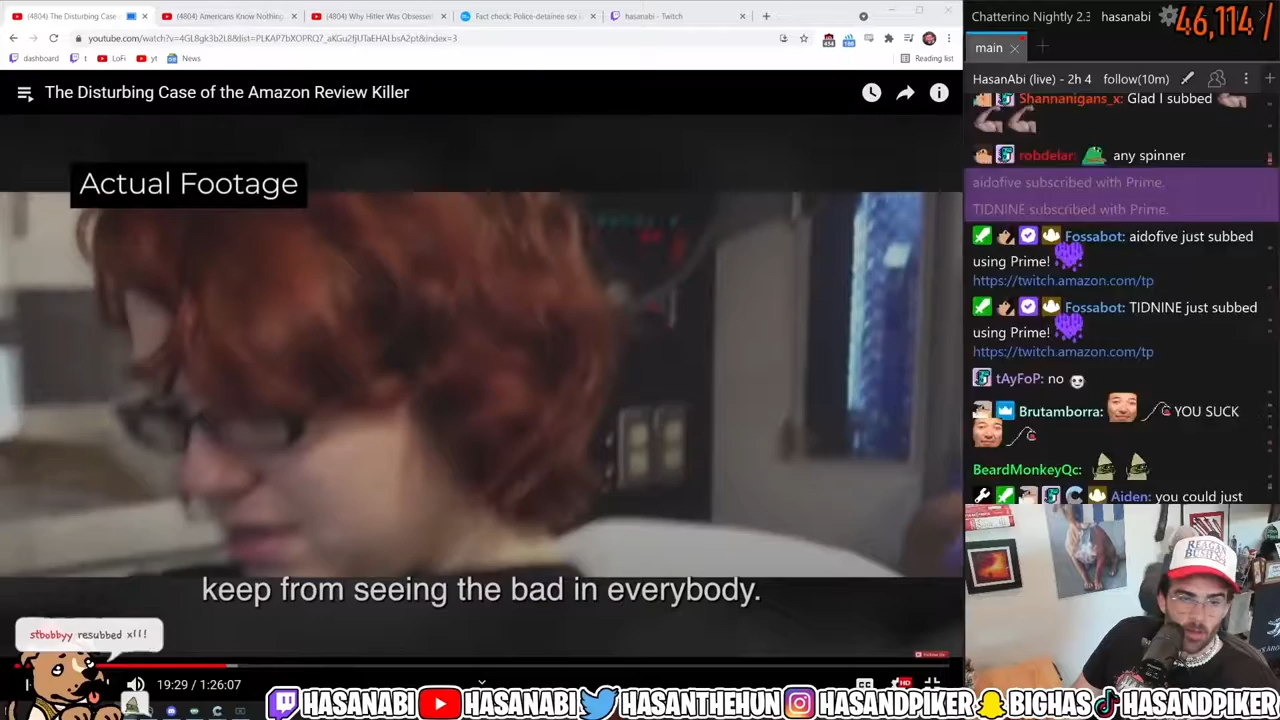 (4804) The Disturbing Case
(4804) Americans Know Nothing
(4804) Why Hitler Was Obsessed
Fact check: Police-detainee sex
hasanabi - Twitch
youtube.com/watch?v=4GL8gk3b2L8&list=
&index=3
dashboard
t
LoFi
yt
News
Reading list
The Disturbing Case of the Amazon Review Killer
Actual Footage
keep from seeing the bad in everybody.
stbobbyy resubbed x11!
19:29 / 1:26:07
HD
Chatterino Nightly 2.3
hasanabi
46,114 /
main
HasanAbi (live) - 2h 4
follow(10m)
Shannanigans_x: Glad I subbed
robdelar: any spinner
aidofive subscribed with Prime.
TIDNINE subscribed with Prime.
Fossabot: aidofive just subbed
using Prime!
https://twitch.amazon.com/tp
Fossabot: TIDNINE just subbed
using Prime!
https://twitch.amazon.com/tp
tAyFoP: no
Brutamborra: YOU SUCK
BeardMonkeyQc:
Aiden: you could just
REAGAN
BUSH
HASANABI HASANABI HASANTHEHUN HASANDPIKER BIGHAS HASANDPIKER